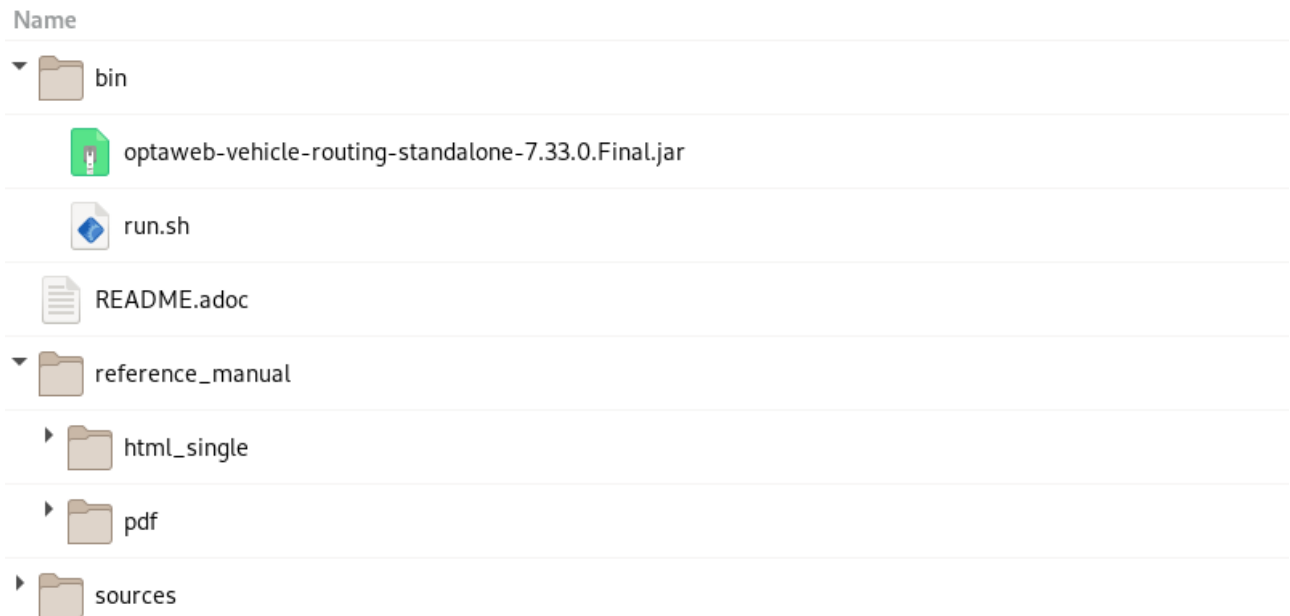 Name
bin
optaweb-vehicle-routing-standalone-7.33.0.Final.jar
run.sh
README.adoc
reference_manual
html_single
pdf
sources